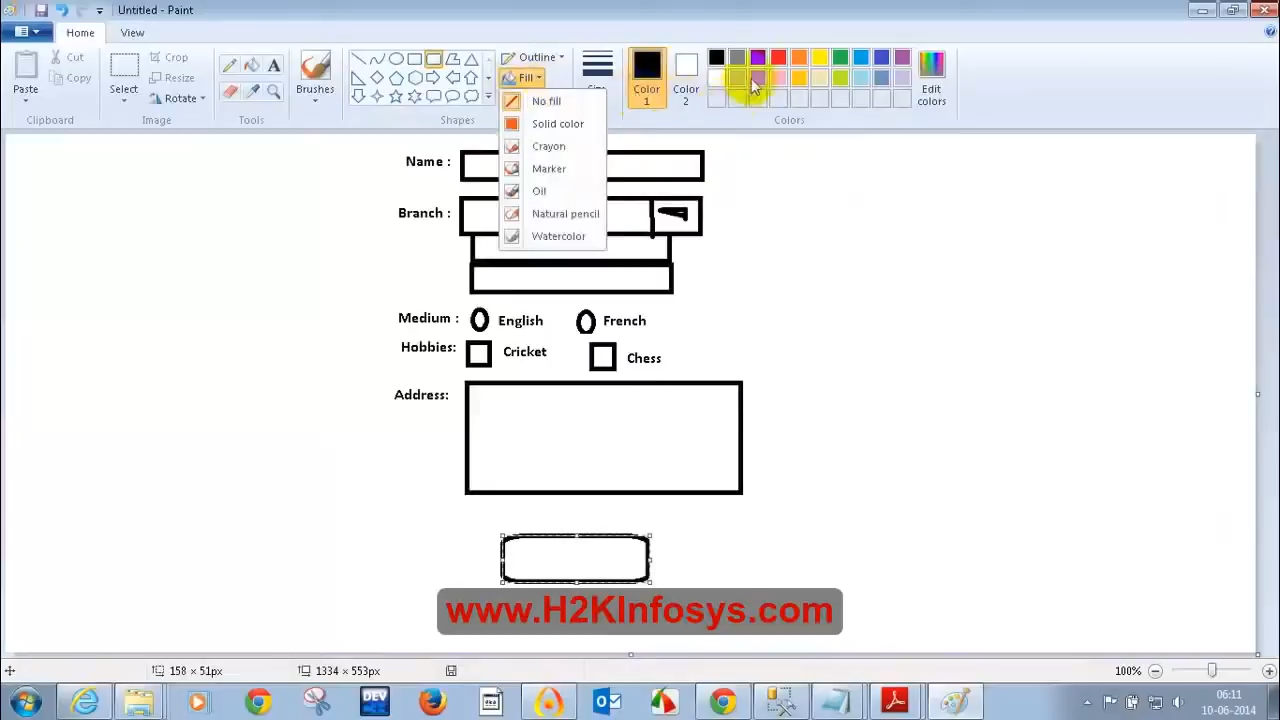 Untitled - Paint
Home
View
Paste
Cut
Copy
Clipboard
Select
Crop
Rotate
Image
Tools
A
Brushes
Outline
Fill
Shapes
Color
1
Color
2
Edit
colors
Colors
No fill
Solid color
Crayon
Marker
Oil
Natural pencil
Watercolor
Name :
Branch :
Medium :
English
French
Hobbies:
Cricket
Chess
Address:
www.H2KInfosys.com
158 × 51px
1334 × 553px
100%
DEV
06:11
10-06-2014